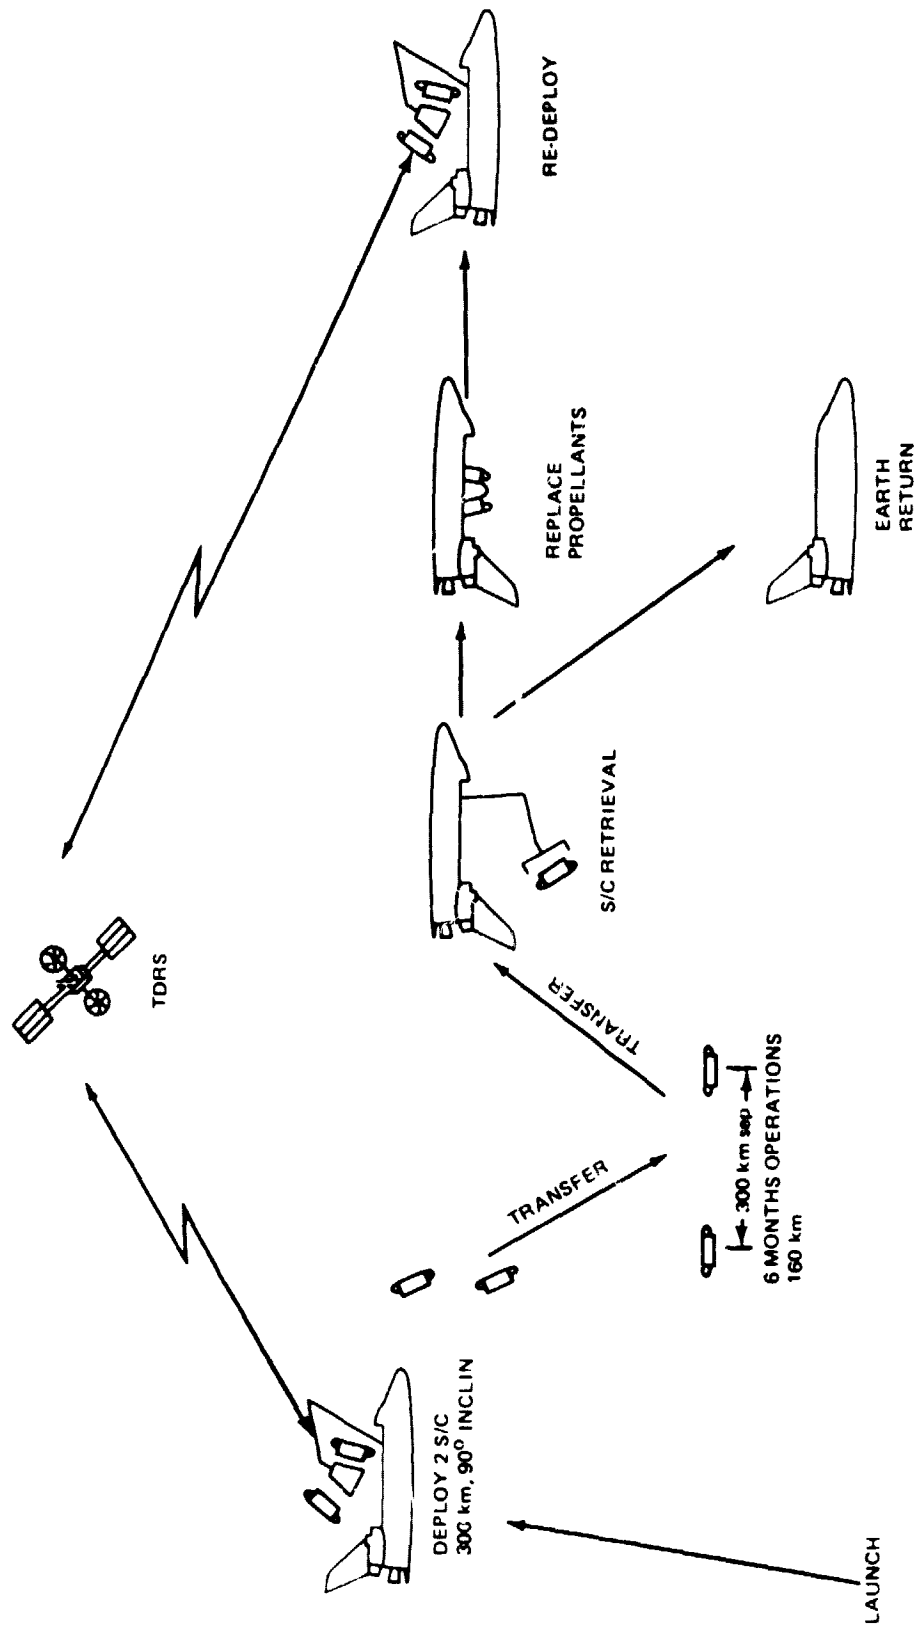 LAUNCH
DEPLOY 2 S/C
300 km, 90° INCLIN
TDRS
TRANSFER
300 km sep
6 MONTHS OPERATIONS
160 km
TRANSFER
S/C RETRIEVAL
REPLACE
PROPELLANTS
EARTH
RETURN
RE-DEPLOY